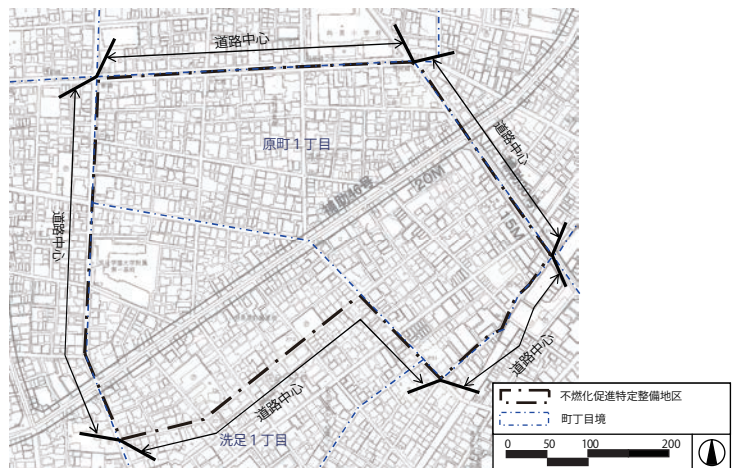 道路中心
原町1丁目
道路中心
補助46号
20M
道路中心
5M
道路中心
道路中心
洗足1丁目
不燃化促進特定整備地区
町丁目境
0 50 100 200